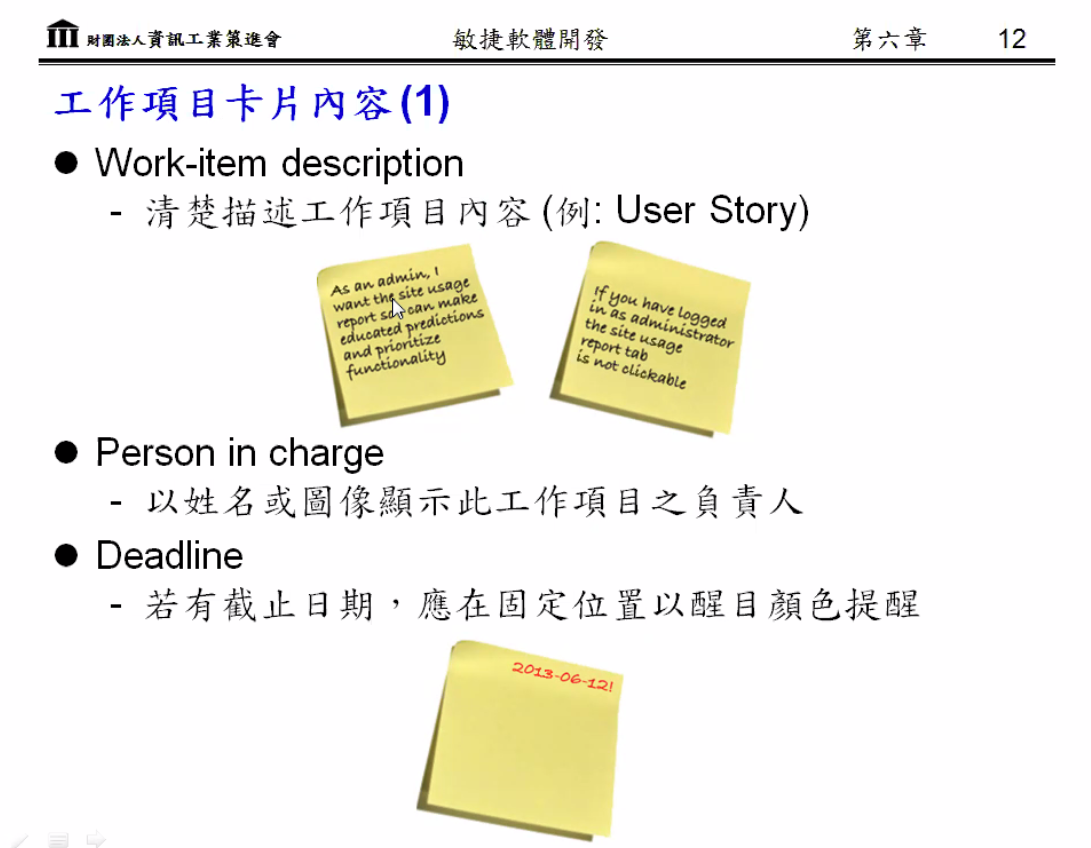 財團法人資訊工業策進會 敏捷軟體開發 第六章 12
工作項目卡片內容(1)
● Work-item description
- 清楚描述工作項目內容 (例: User Story)
As an admin, I
want the site usage
report so can make
educated predictions
and prioritize
functionality
If you have logged
in as administrator
the site usage
report tab
is not clickable
● Person in charge
- 以姓名或圖像顯示此工作項目之負責人
● Deadline
- 若有截止日期，應在固定位置以醒目顏色提醒
2013-06-12!